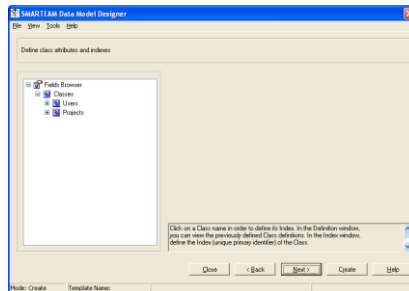 SMARTEAM Data Model Designer
File View Tools Help
Define class attributes and indexes
Fields Browser
Classes
Users
Projects
Click on a Class name in order to define its Index. In the Definition window,
you can view the previously-defined Class definitions. In the Index window,
define the Index (unique primary identifier) of the Class.
Close < Back Next > Create Help
Mode: Create Template Name: